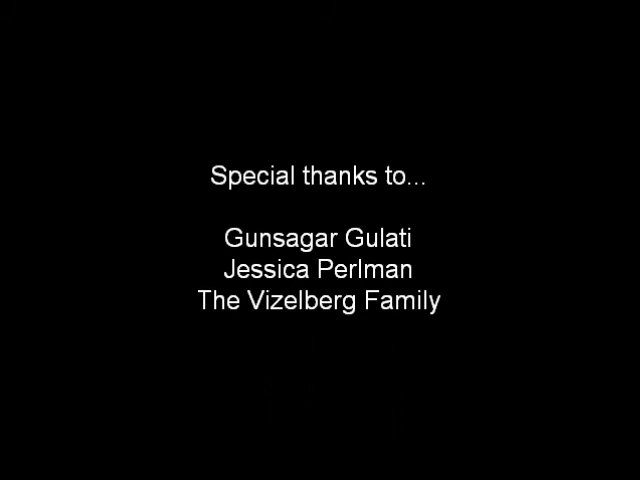 Special thanks to...
Gunsagar Gulati
Jessica Perlman
The Vizelberg Family